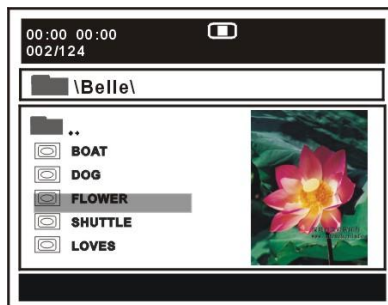 00:00 00:00
002/124
\Belle\
..
BOAT
DOG
FLOWER
SHUTTLE
LOVES